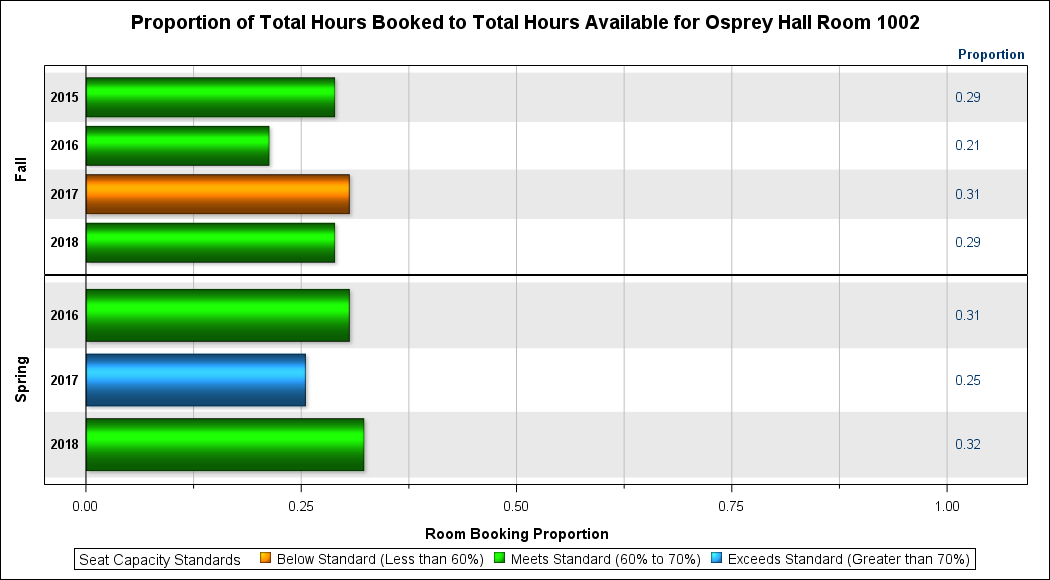 Proportion of Total Hours Booked to Total Hours Available for Osprey Hall Room 1002
Proportion
Fall
2015 0.29
2016 0.21
2017 0.31
2018 0.29
Spring
2016 0.31
2017 0.25
2018 0.32
0.00 0.25 0.50 0.75 1.00
Room Booking Proportion
Seat Capacity Standards Below Standard (Less than 60%) Meets Standard (60% to 70%) Exceeds Standard (Greater than 70%)